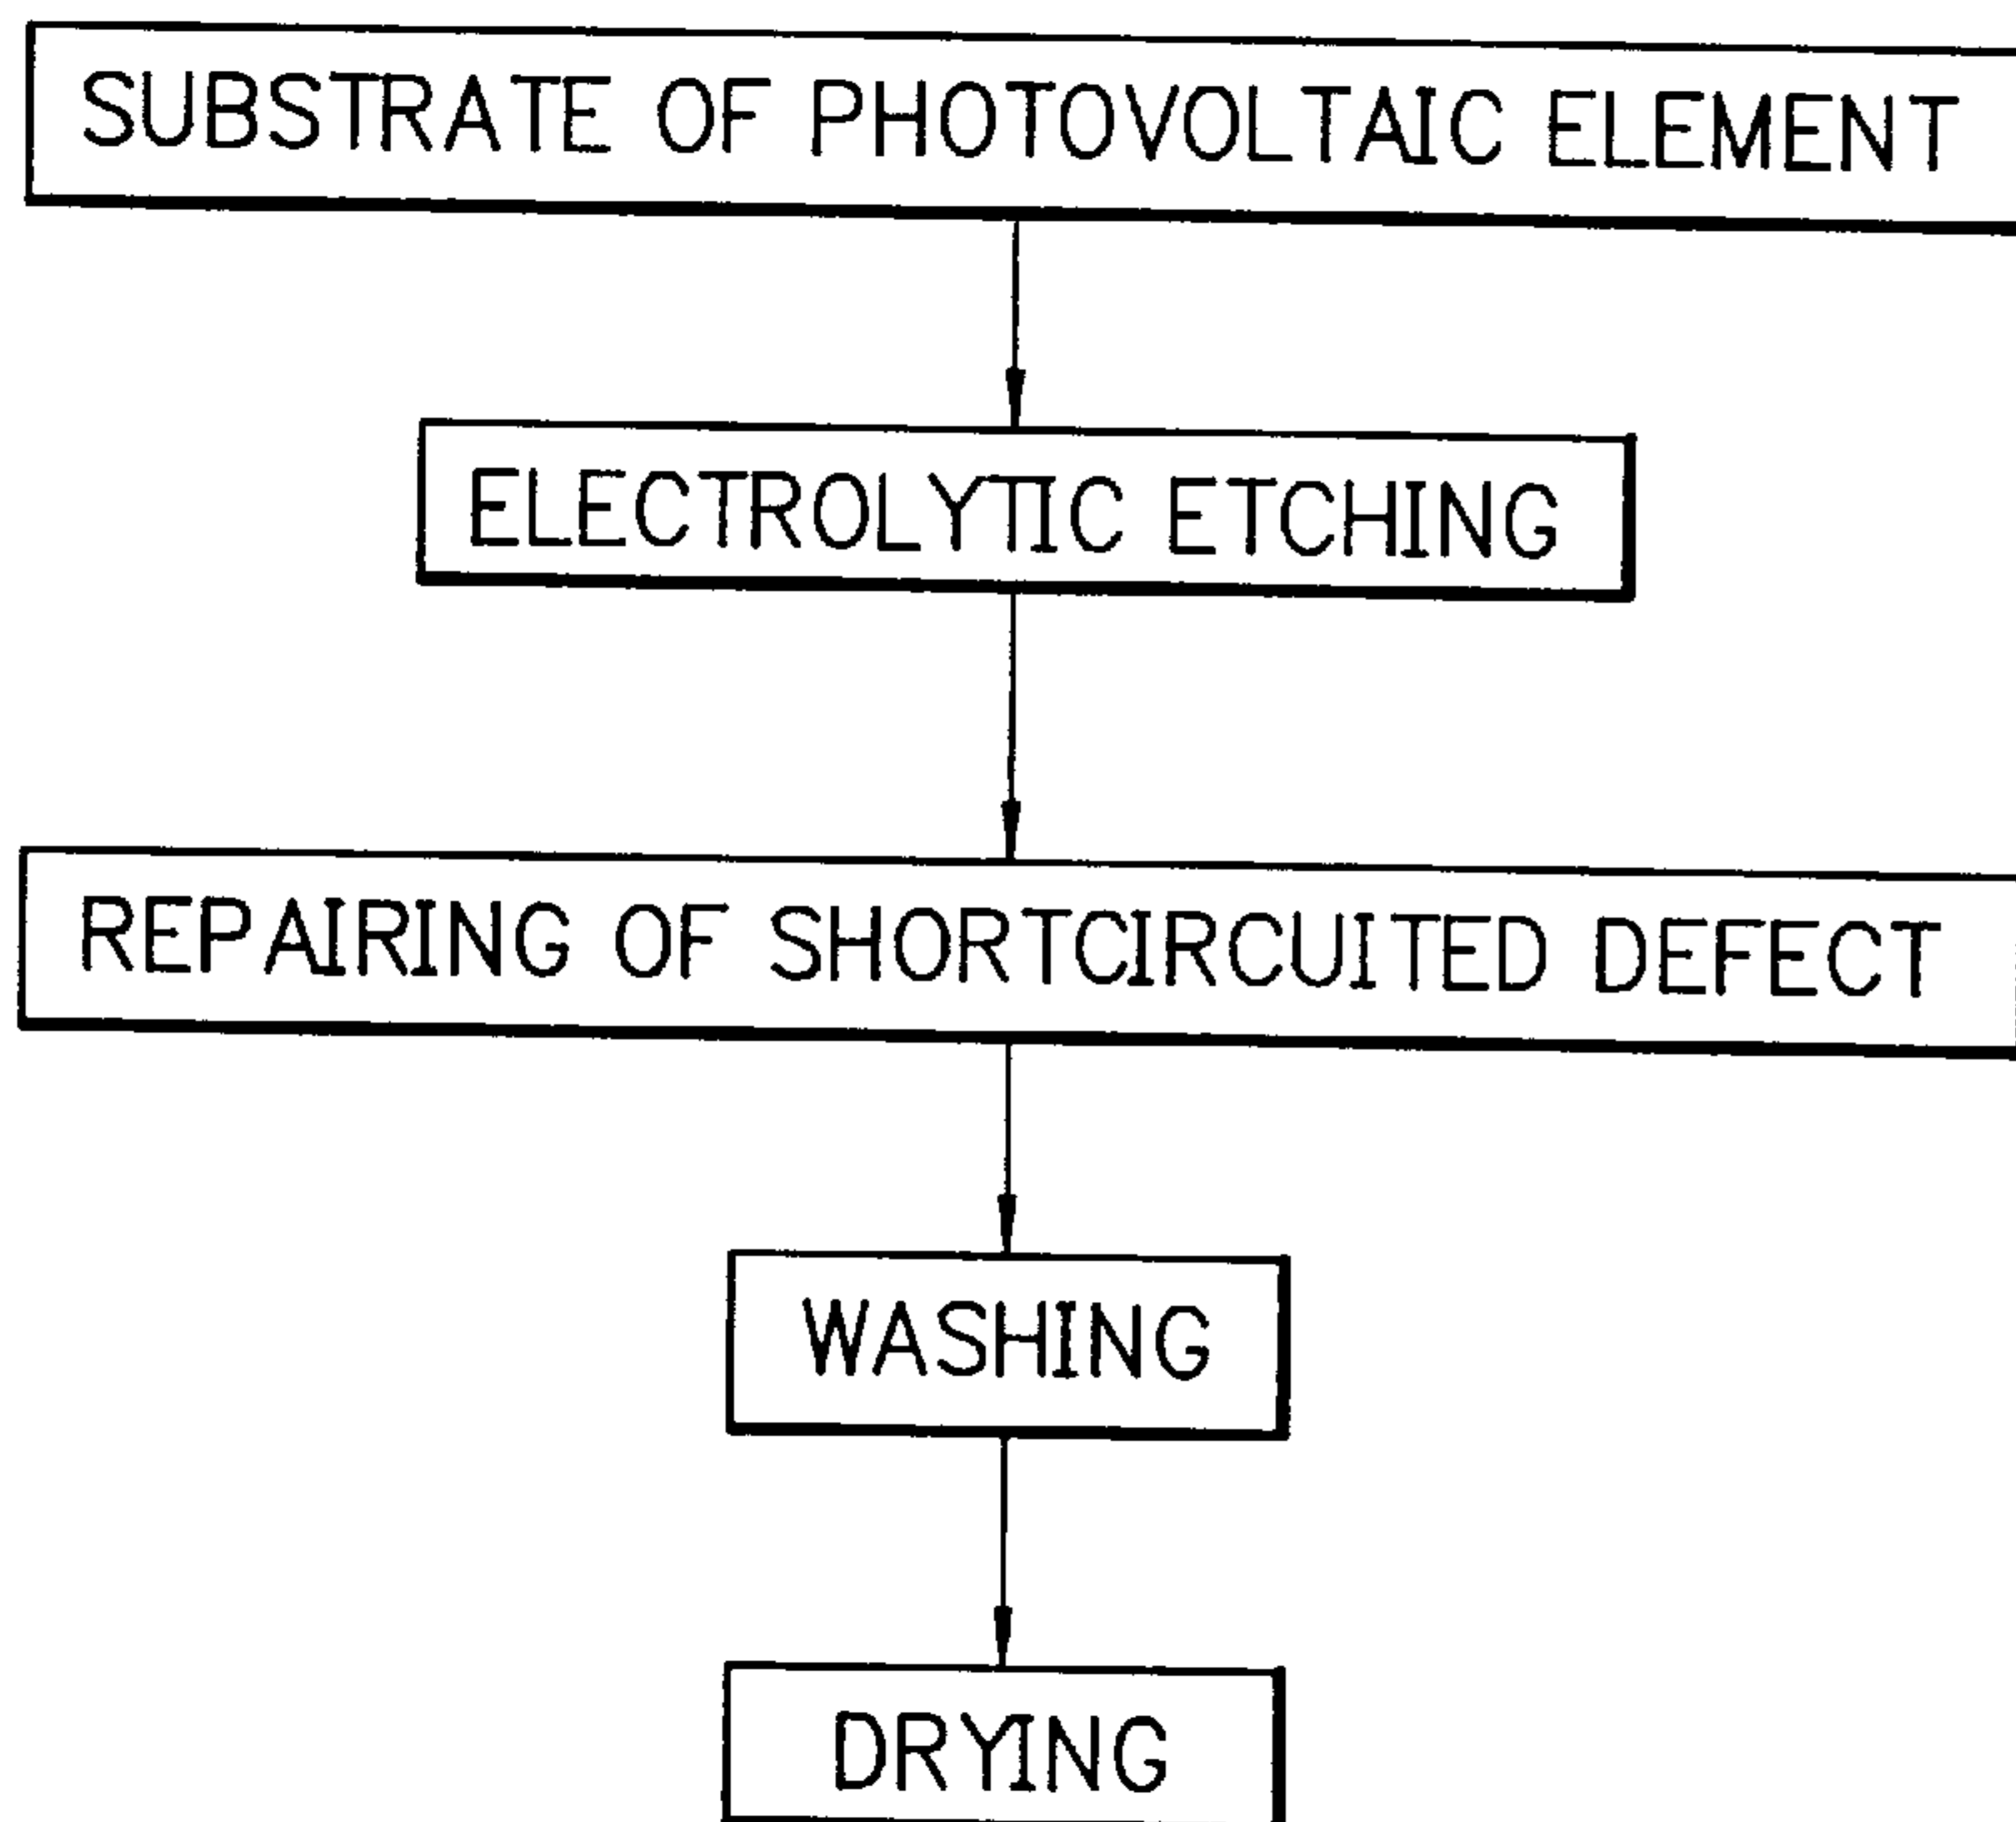 SUBSTRATE OF PHOTOVOLTAIC ELEMENT
ELECTROLYTIC ETCHING
REPAIRING OF SHORTCIRCUITED DEFECT
WASHING
DRYING